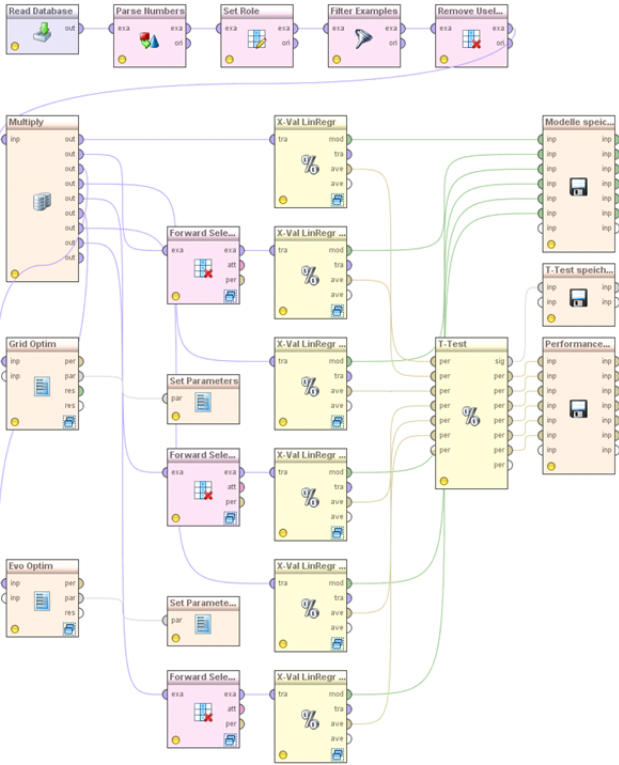 Read Database
out
Parse Numbers
exa exa
ori
Set Role
exa exa
ori
Filter Examples
exa exa
ori
Remove Usel...
exa exa
ori
Multiply
inp out
out
out
out
out
out
out
out
out
X-Val LinRegr
tra mod
tra
ave
ave
Modelle speic...
inp inp
inp inp
inp inp
inp inp
inp inp
inp inp
inp inp
Forward Sele...
exa exa
att
per
X-Val LinRegr ...
tra mod
tra
ave
ave
T-Test speich...
inp inp
inp inp
Grid Optim
inp per
inp par
res
res
Set Parameters
par
X-Val LinRegr ...
tra mod
tra
ave
ave
T-Test
per sig
per per
per per
per per
per per
per per
per per
per
Performance...
inp inp
inp inp
inp inp
inp inp
inp inp
inp inp
inp inp
Forward Sele...
exa exa
att
per
X-Val LinRegr ...
tra mod
tra
ave
ave
Evo Optim
inp per
inp par
res
Set Paramete...
par
X-Val LinRegr ...
tra mod
tra
ave
ave
Forward Sele...
exa exa
att
per
X-Val LinRegr ...
tra mod
tra
ave
ave